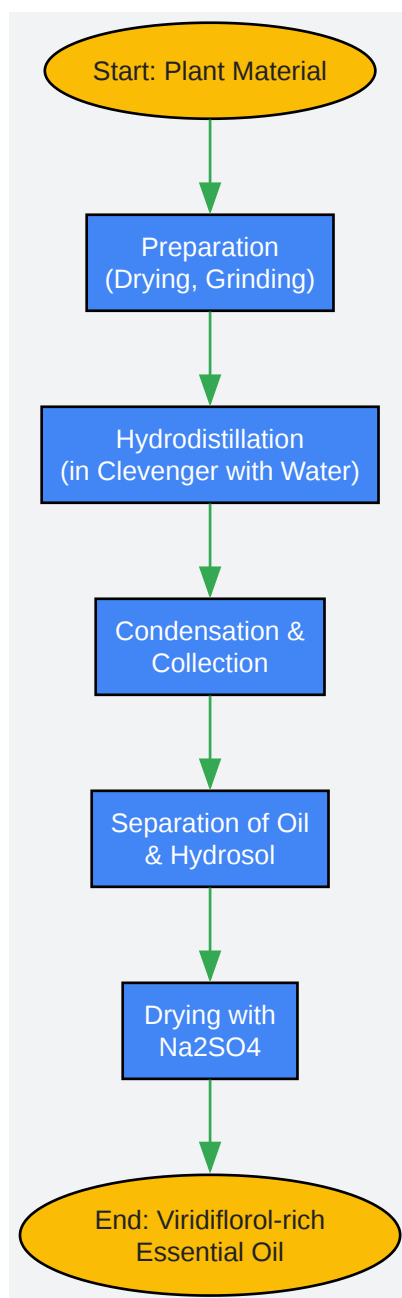 Start: Plant Material
Preparation
(Drying, Grinding)
Hydrodistillation
(in Clevenger with Water)
Condensation &
Collection
Separation of Oil
& Hydrosol
Drying with
Na2SO4
End: Viridiflorol-rich
Essential Oil